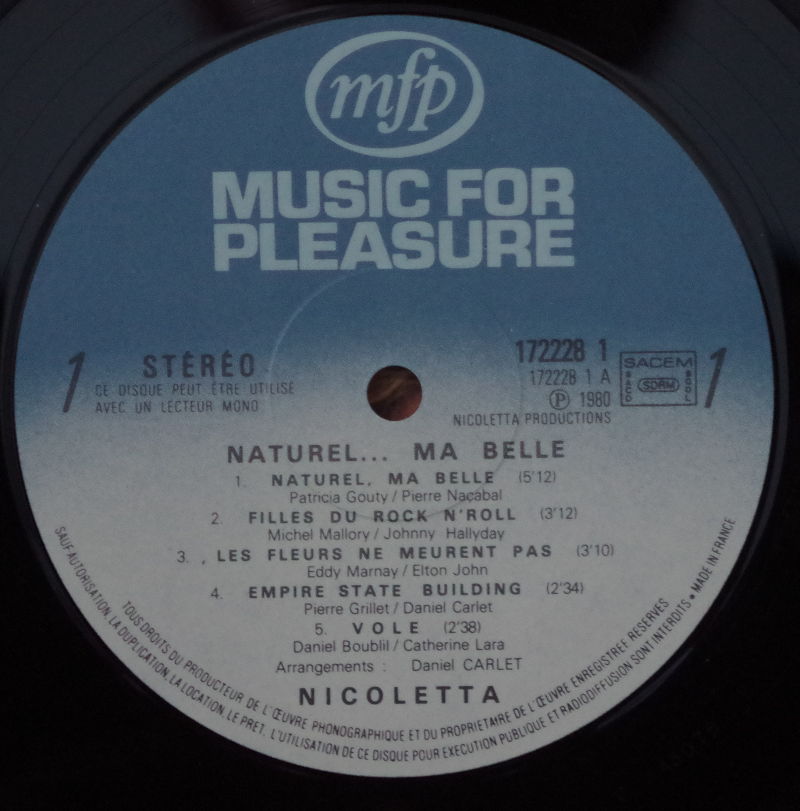 mfp
MUSIC FOR
PLEASURE
1
STÉRÉO
CE DISQUE PEUT ÊTRE UTILISÉ
AVEC UN LECTEUR MONO
172228 1
172228 1 A
Ⓟ 1980
NICOLETTA PRODUCTIONS
SACEM
SACD
SDRM
SGDL
1
NATUREL... MA BELLE
1. NATUREL, MA BELLE (5'12)
Patricia Gouty / Pierre Naçabal
2. FILLES DU ROCK N'ROLL (3'12)
Michel Mallory / Johnny Hallyday
3. , LES FLEURS NE MEURENT PAS (3'10)
Eddy Marnay / Elton John
4. EMPIRE STATE BUILDING (2'34)
Pierre Grillet / Daniel Carlet
5. VOLE (2'38)
Daniel Boublil / Catherine Lara
Arrangements : Daniel CARLET
NICOLETTA
TOUS DROITS DU PRODUCTEUR DE L'ŒUVRE PHONOGRAPHIQUE ET DU PROPRIETAIRE DE L'ŒUVRE ENREGISTREE RESERVES
SAUF AUTORISATION, LA DUPLICATION, LA LOCATION, LE PRET, L'UTILISATION DE CE DISQUE POUR EXECUTION PUBLIQUE ET RADIODIFFUSION SONT INTERDITS • MADE IN FRANCE